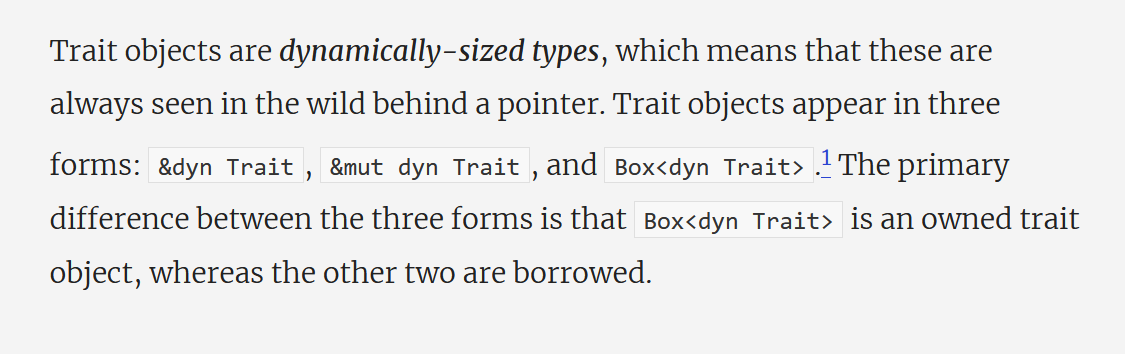 Trait objects are dynamically-sized types, which means that these are
always seen in the wild behind a pointer. Trait objects appear in three
forms: &dyn Trait, &mut dyn Trait, and Box<dyn Trait>.1 The primary
difference between the three forms is that Box<dyn Trait> is an owned trait
object, whereas the other two are borrowed.